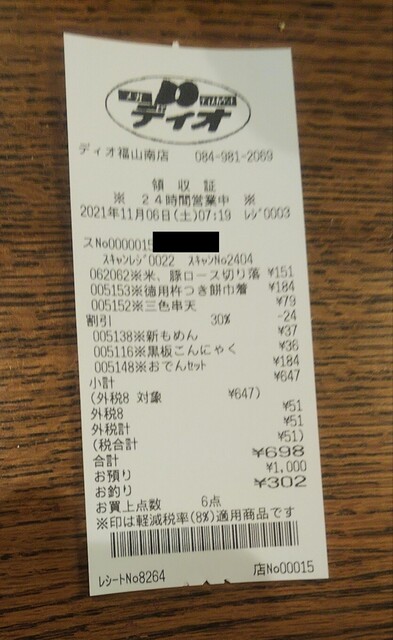 ディオ
ディオ福山南店 084-981-2069
領収証
※ 24時間営業中 ※
2021年11月06日(土)07:19 ﾚｼﾞ0003
スNo0000015
ｽｷｬﾝﾚｼﾞ0022 ｽｷｬﾝNo2404
062062※米、豚ロース切り落 ¥151
005153※徳用杵つき餅巾着 ¥184
005152※三色串天 ¥79
割引 30% -24
005138※新もめん ¥37
005116※黒板こんにゃく ¥36
005148※おでんｾｯﾄ ¥184
小計 ¥647
(外税8 対象 ¥647)
外税8 ¥51
外税計 ¥51
(税合計 ¥51)
合計 ¥698
お預り ¥1,000
お釣り ¥302
お買上点数 6点
※印は軽減税率(8%)適用商品です
ﾚｼｰﾄNo8264 店No00015